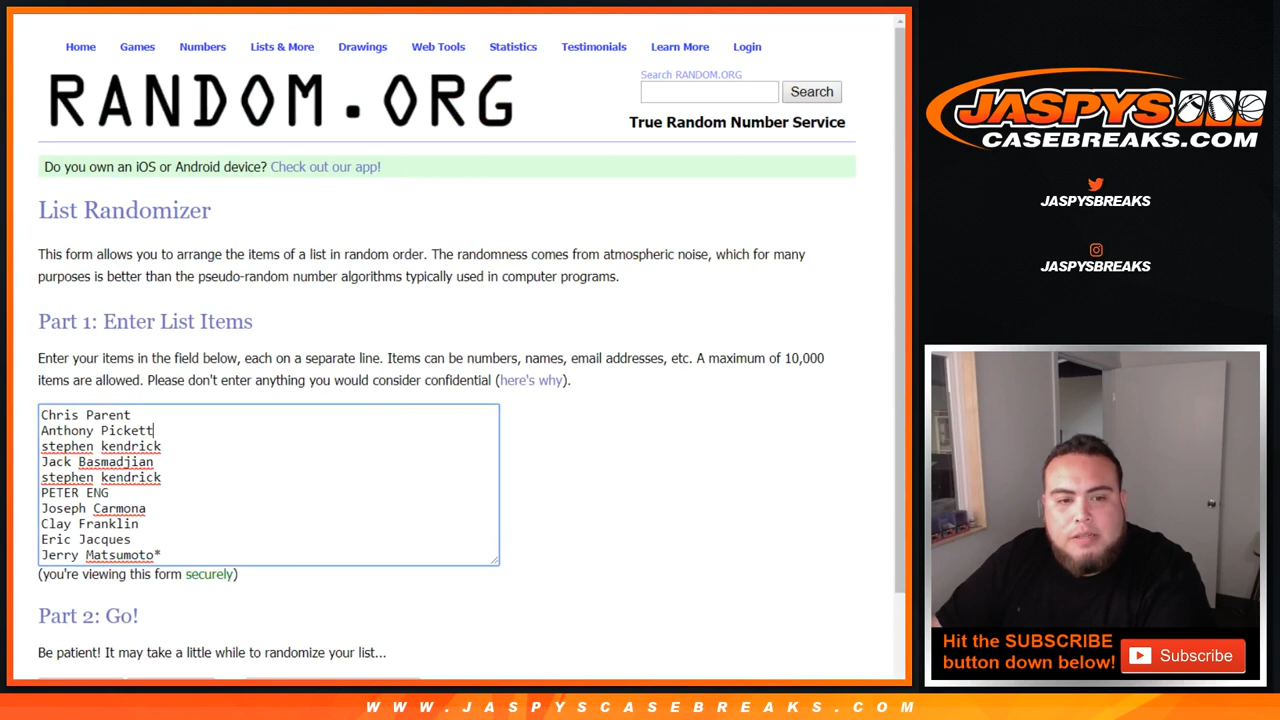 Home Games Numbers Lists & More Drawings Web Tools Statistics Testimonials Learn More Login
RANDOM.ORG
Search RANDOM.ORG
Search
True Random Number Service
Do you own an iOS or Android device? Check out our app!
List Randomizer
This form allows you to arrange the items of a list in random order. The randomness comes from atmospheric noise, which for many
purposes is better than the pseudo-random number algorithms typically used in computer programs.
Part 1: Enter List Items
Enter your items in the field below, each on a separate line. Items can be numbers, names, email addresses, etc. A maximum of 10,000
items are allowed. Please don't enter anything you would consider confidential (here's why).
Chris Parent
Anthony Pickett
stephen kendrick
Jack Basmadjian
stephen kendrick
PETER ENG
Joseph Carmona
Clay Franklin
Eric Jacques
Jerry Matsumoto*
(you're viewing this form securely)
Part 2: Go!
Be patient! It may take a little while to randomize your list...
JASPYS
CASEBREAKS.COM
JASPYSBREAKS
JASPYSBREAKS
Hit the SUBSCRIBE
button down below!
Subscribe
WWW.JASPYSCASEBREAKS.COM